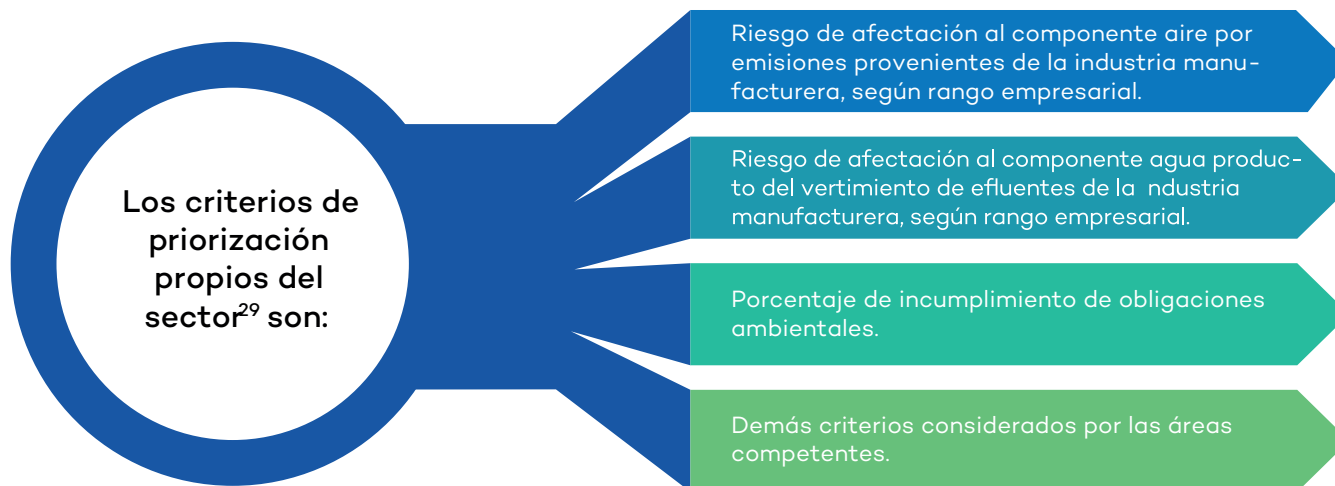 Los criterios de
priorización
propios del
sector²⁹ son:
Riesgo de afectación al componente aire por
emisiones provenientes de la industria manu-
facturera, según rango empresarial.
Riesgo de afectación al componente agua produc-
to del vertimiento de efluentes de la ndustria
manufacturera, según rango empresarial.
Porcentaje de incumplimiento de obligaciones
ambientales.
Demás criterios considerados por las áreas
competentes.